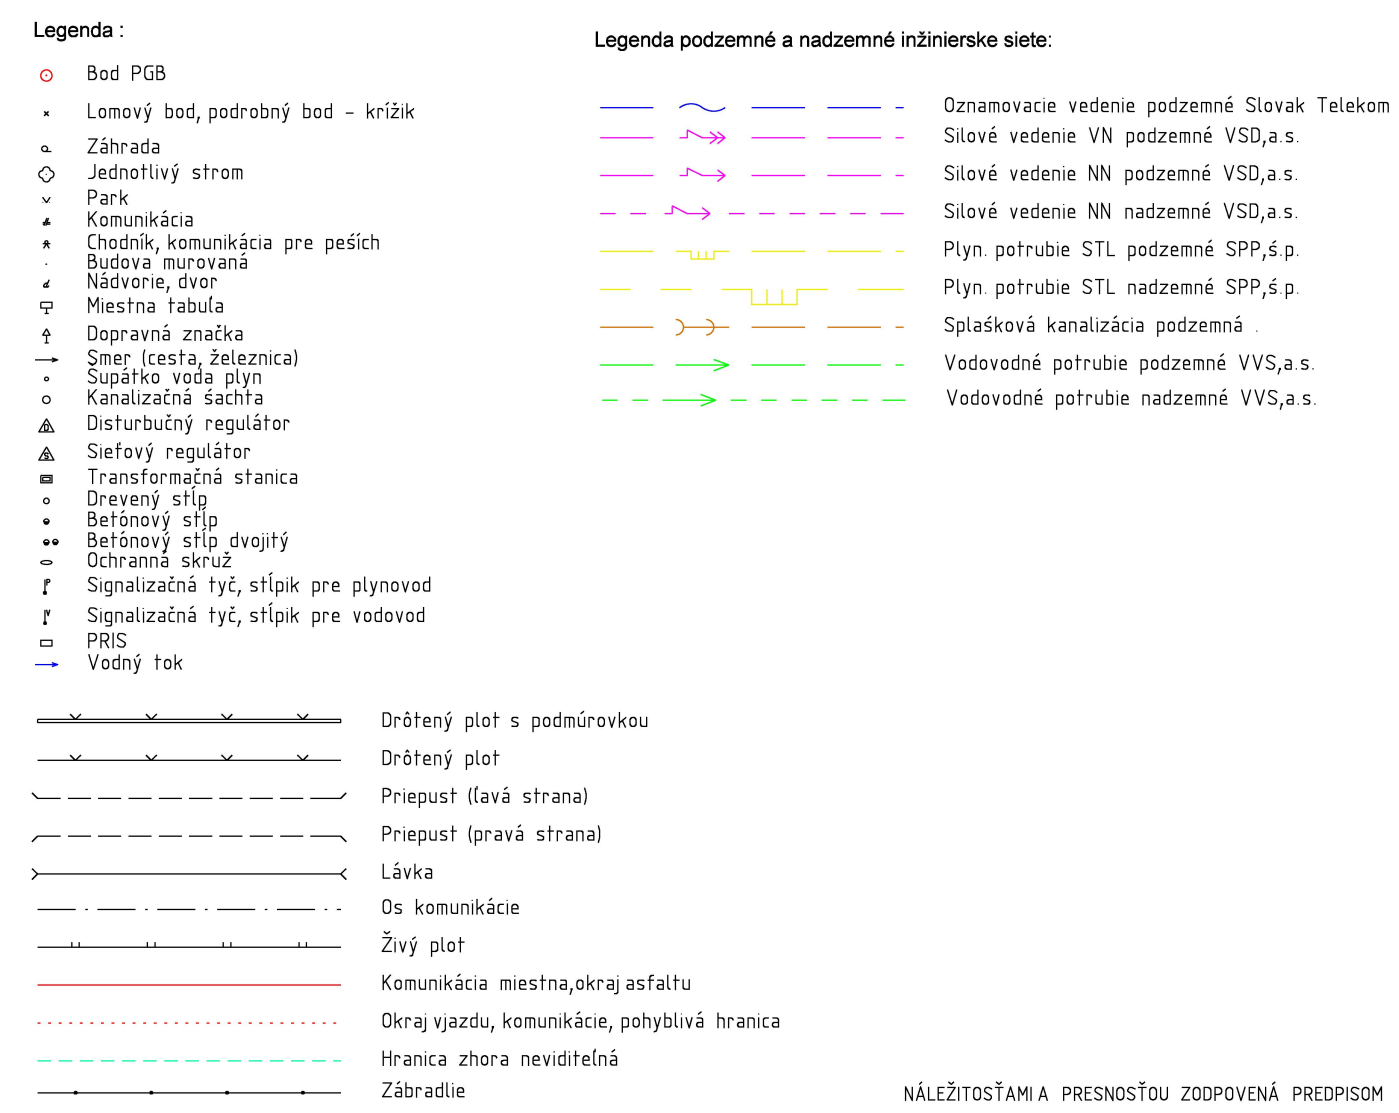 Legenda :
Bod PGB
Lomový bod, podrobný bod – krížik
Záhrada
Jednotlivý strom
Park
Komunikácia
Chodník, komunikácia pre peších
Budova murovaná
Nádvorie, dvor
Miestna tabuľa
Dopravná značka
Smer (cesta, železnica)
Šupátko voda plyn
Kanalizačná śachta
D
Disturbučný regulátor
S
Sieťový regulátor
Transformačná stanica
Drevený stĺp
Betónový stĺp
Betónový stĺp dvojitý
Ochranná skruž
P
Signalizačná tyč, stĺpik pre plynovod
V
Signalizačná tyč, stĺpik pre vodovod
PRIS
Vodný tok
Drôtený plot s podmúrovkou
Drôtený plot
Priepust (ľavá strana)
Priepust (pravá strana)
Lávka
Os komunikácie
Živý plot
Komunikácia miestna,okraj asfaltu
Okraj vjazdu, komunikácie, pohyblivá hranica
Hranica zhora neviditeľná
Zábradlie
Legenda podzemné a nadzemné inžinierske siete:
Oznamovacie vedenie podzemné Slovak Telekom
Silové vedenie VN podzemné VSD,a.s.
Silové vedenie NN podzemné VSD,a.s.
Silové vedenie NN nadzemné VSD,a.s.
Plyn. potrubie STL podzemné SPP,ś.p.
Plyn. potrubie STL nadzemné SPP,ś.p.
Splaśková kanalizácia podzemná .
Vodovodné potrubie podzemné VVS,a.s.
Vodovodné potrubie nadzemné VVS,a.s.
NÁLEŽITOSŤAMI A PRESNOSŤOU ZODPOVENÁ PREDPISOM